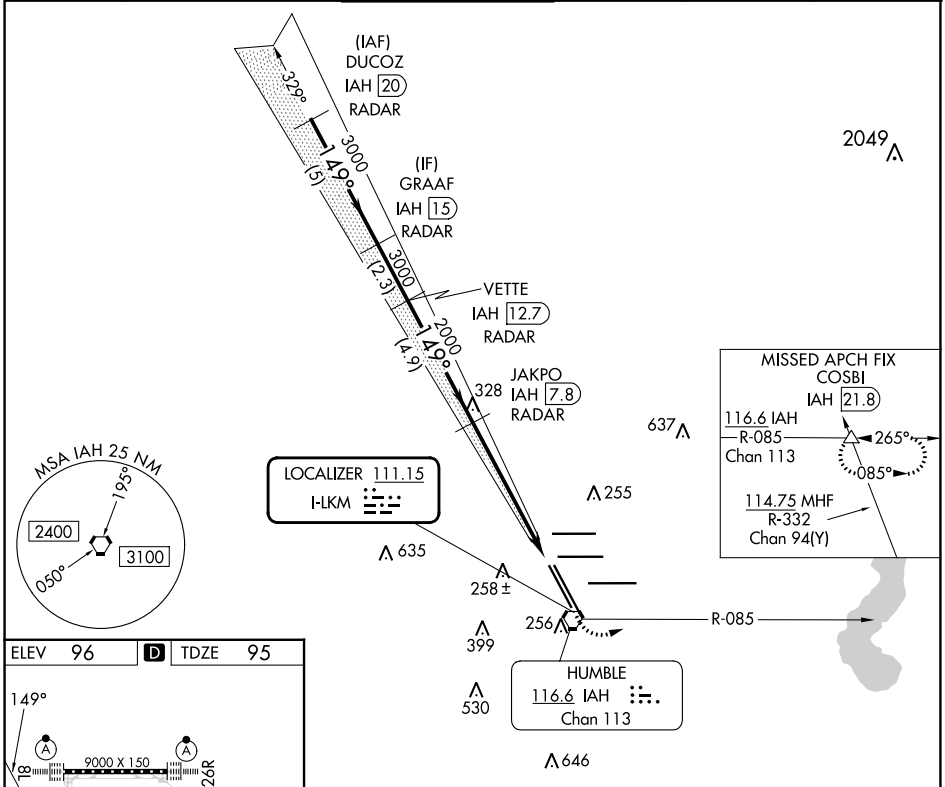 (IAF)
DUCOZ
IAH 20
RADAR
329°
3000
149°
(5)
(IF)
GRAAF
IAH 15
RADAR
3000
(2.3)
VETTE
IAH 12.7
RADAR
2000
149°
(4.9)
JAKPO
IAH 7.8
RADAR
328
2049
637
255
635
258 ±
256
399
530
646
MISSED APCH FIX
COSBI
IAH 21.8
116.6 IAH
R-085
Chan 113
265°
085°
114.75 MHF
R-332
Chan 94(Y)
LOCALIZER 111.15
I-LKM
R-085
HUMBLE
116.6 IAH
Chan 113
MSA IAH 25 NM
195°
2400
3100
050°
ELEV 96 D TDZE 95
149°
A
A
9000 X 150
26R